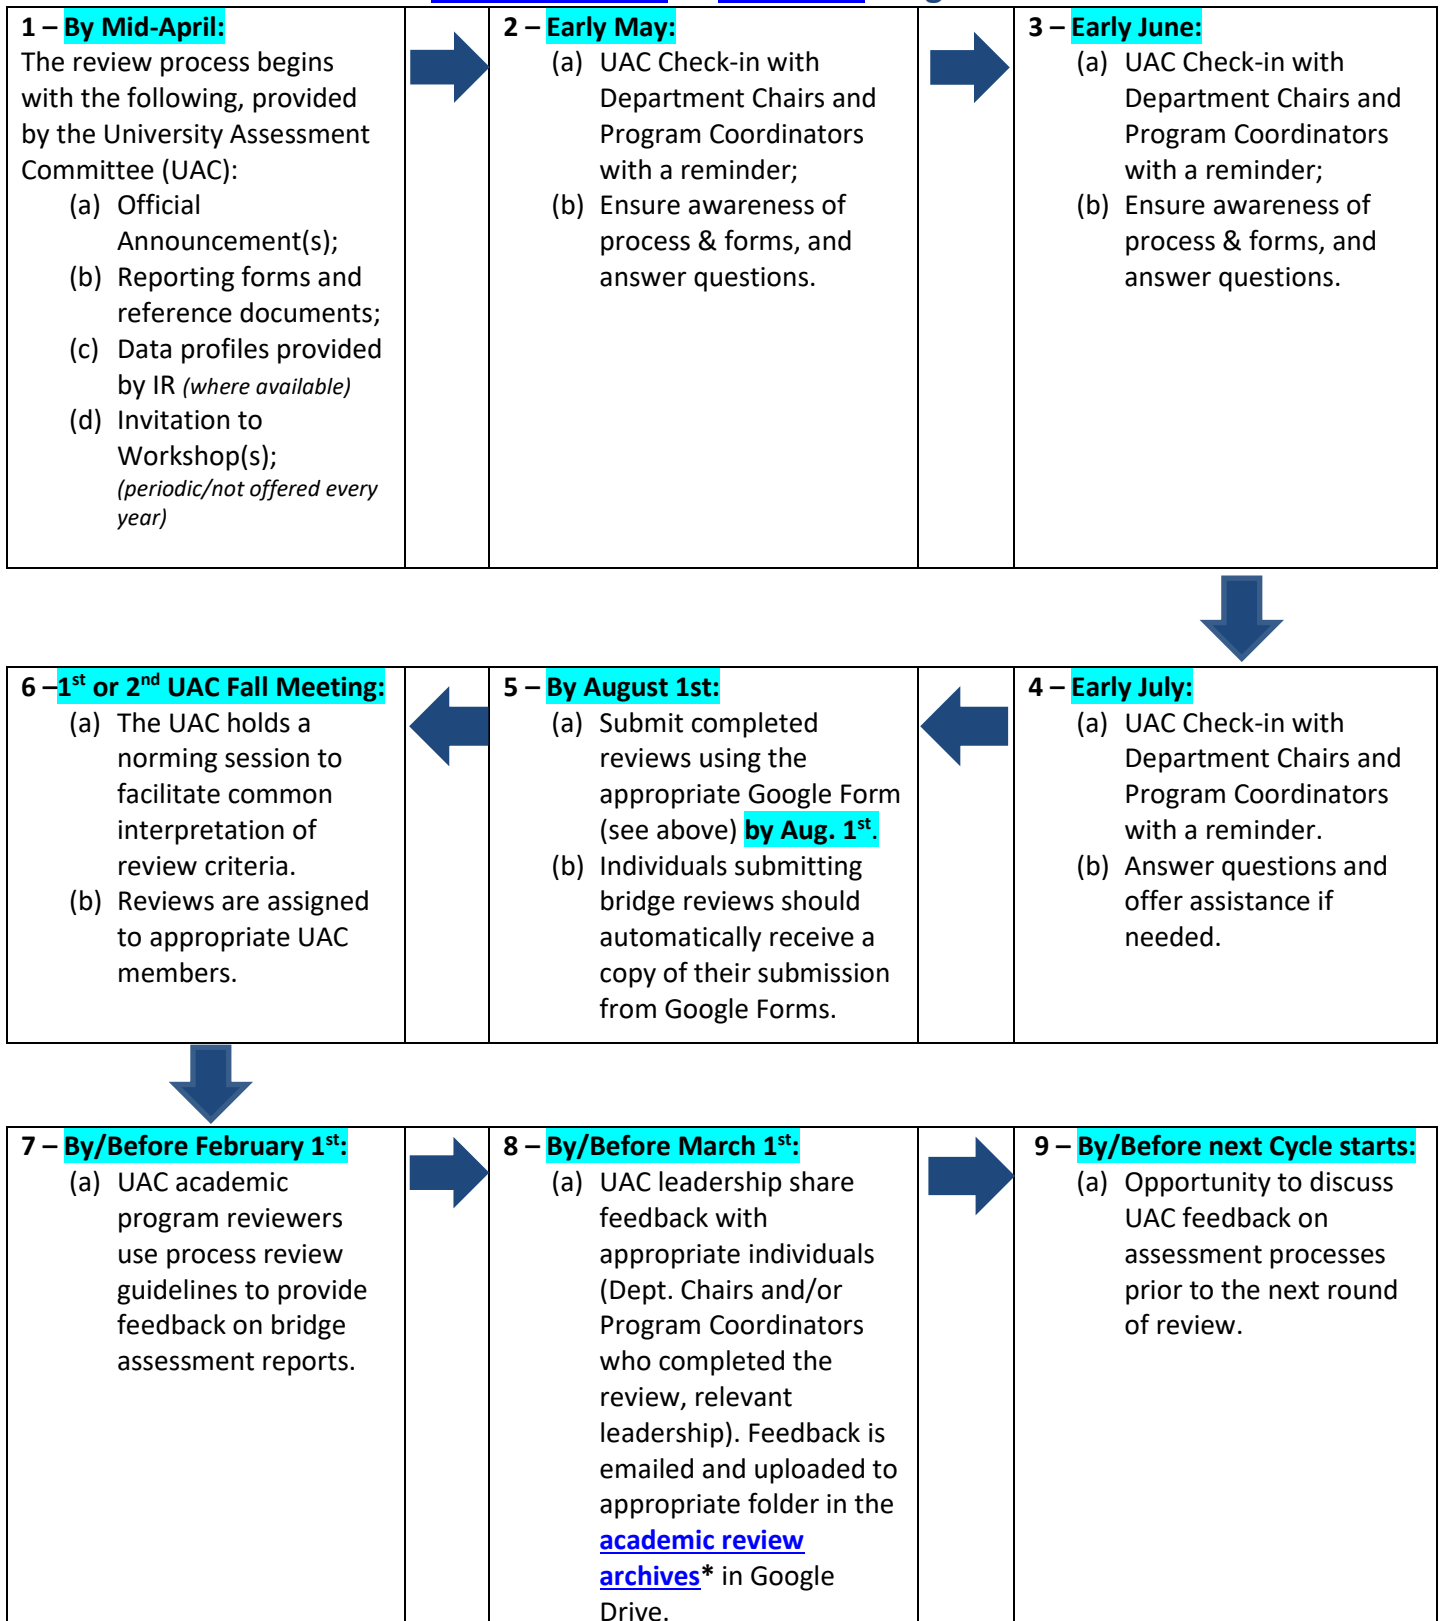 1 – By Mid-April:
The review process begins
with the following, provided
by the University Assessment
Committee (UAC):
(a) Official
Announcement(s);
(b) Reporting forms and
reference documents;
(c) Data profiles provided
by IR (where available)
(d) Invitation to
Workshop(s);
(periodic/not offered every
year)
2 – Early May:
(a) UAC Check-in with
Department Chairs and
Program Coordinators
with a reminder;
(b) Ensure awareness of
process & forms, and
answer questions.
3 – Early June:
(a) UAC Check-in with
Department Chairs and
Program Coordinators
with a reminder;
(b) Ensure awareness of
process & forms, and
answer questions.
4 – Early July:
(a) UAC Check-in with
Department Chairs and
Program Coordinators
with a reminder.
(b) Answer questions and
offer assistance if
needed.
5 – By August 1st:
(a) Submit completed
reviews using the
appropriate Google Form
(see above) by Aug. 1st.
(b) Individuals submitting
bridge reviews should
automatically receive a
copy of their submission
from Google Forms.
6 –1st or 2nd UAC Fall Meeting:
(a) The UAC holds a
norming session to
facilitate common
interpretation of
review criteria.
(b) Reviews are assigned
to appropriate UAC
members.
7 – By/Before February 1st:
(a) UAC academic
program reviewers
use process review
guidelines to provide
feedback on bridge
assessment reports.
8 – By/Before March 1st:
(a) UAC leadership share
feedback with
appropriate individuals
(Dept. Chairs and/or
Program Coordinators
who completed the
review, relevant
leadership). Feedback is
emailed and uploaded to
appropriate folder in the
academic review
archives* in Google
Drive.
9 – By/Before next Cycle starts:
(a) Opportunity to discuss
UAC feedback on
assessment processes
prior to the next round
of review.